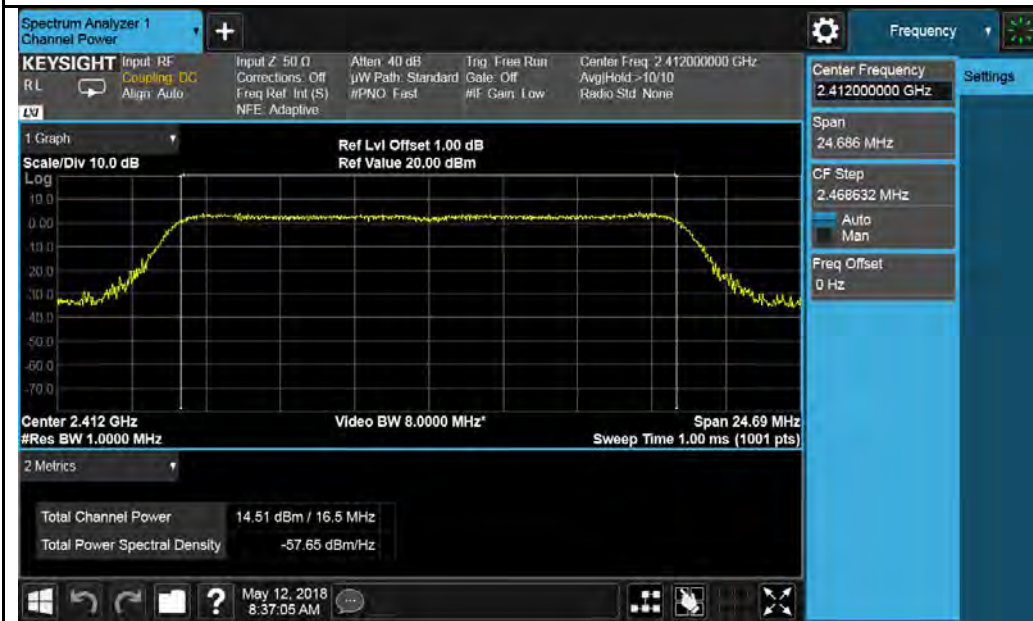 Spectrum Analyzer 1
Channel Power
+
Frequency
KEYSIGHT Input: RF Input Z: 50 Ω Atten: 40 dB Trig: Free Run Center Freq: 2.412000000 GHz
RL Coupling: DC Corrections: Off µW Path: Standard Gate: Off Avg|Hold:>10/10
Align: Auto Freq Ref: Int (S) #PNO: Fast #IF Gain: Low Radio Std: None
LXI NFE: Adaptive
Center Frequency
2.412000000 GHz
Settings
Span
24.686 MHz
CF Step
2.468632 MHz
Auto
Man
Freq Offset
0 Hz
1 Graph
Ref Lvl Offset 1.00 dB
Scale/Div 10.0 dB Ref Value 20.00 dBm
Log
10.0
0.00
-10.0
-20.0
-30.0
-40.0
-50.0
-60.0
-70.0
Center 2.412 GHz Video BW 8.0000 MHz* Span 24.69 MHz
#Res BW 1.0000 MHz Sweep Time 1.00 ms (1001 pts)
2 Metrics
Total Channel Power 14.51 dBm / 16.5 MHz
Total Power Spectral Density -57.65 dBm/Hz
? May 12, 2018
8:37:05 AM